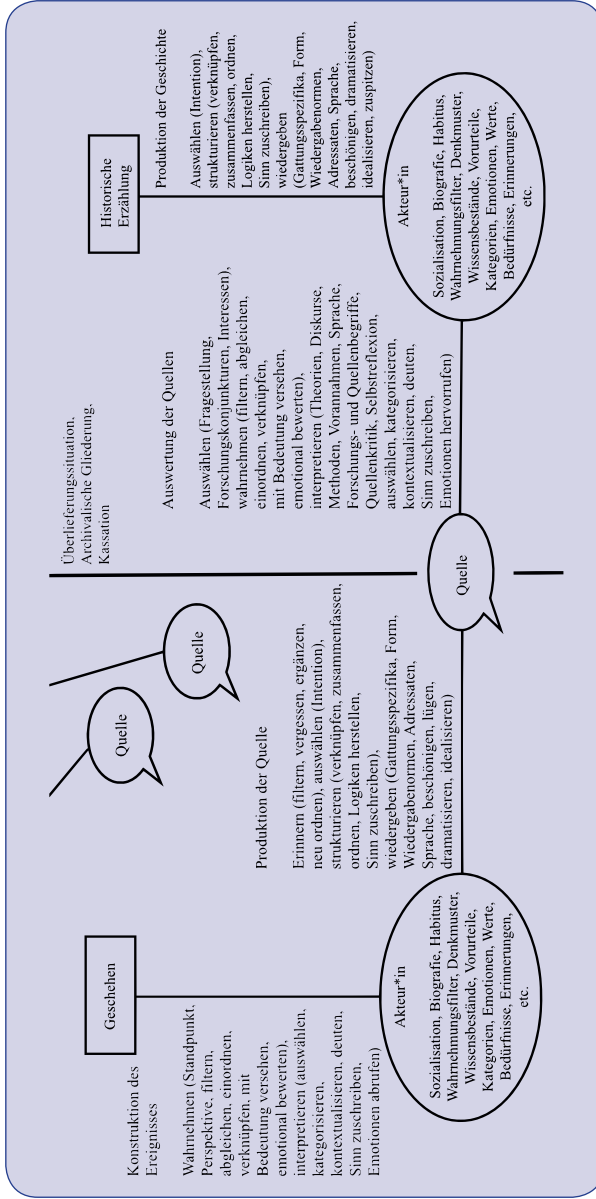 Konstruktion des
Ereignisses
Wahrnehmen (Standpunkt,
Perspektive, filtern,
abgleichen, einordnen,
verknüpfen, mit
Bedeutung versehen,
emotional bewerten),
interpretieren (auswählen,
kategorisieren,
kontextualisieren, deuten,
Sinn zuschreiben,
Emotionen abrufen)
Geschehen
Akteur*in
Sozialisation, Biografie, Habitus,
Wahrnehmungsfilter, Denkmuster,
Wissensbestände, Vorurteile,
Kategorien, Emotionen, Werte,
Bedürfnisse, Erinnerungen,
etc.
Produktion der Quelle
Erinnern (filtern, vergessen, ergänzen,
neu ordnen), auswählen (Intention),
strukturieren (verknüpfen, zusammenfassen,
ordnen, Logiken herstellen,
Sinn zuschreiben),
wiedergeben (Gattungsspezifika, Form,
Wiedergabenormen, Adressaten,
Sprache, beschönigen, lügen,
dramatisieren, idealisieren)
Quelle
Quelle
Quelle
Überlieferungssituation,
Archivalische Gliederung,
Kassation
Auswertung der Quellen
Auswählen (Fragestellung,
Forschungskonjunkturen, Interessen),
wahrnehmen (filtern, abgleichen,
einordnen, verknüpfen,
mit Bedeutung versehen,
emotional bewerten),
interpretieren (Theorien, Diskurse,
Methoden, Vorannahmen, Sprache,
Forschungs- und Quellenbegriffe,
Quellenkritik, Selbstreflexion,
auswählen, kategorisieren,
kontextualisieren, deuten,
Sinn zuschreiben,
Emotionen hervorrufen)
Historische
Erzählung
Produktion der Geschichte
Auswählen (Intention),
strukturieren (verknüpfen,
zusammenfassen, ordnen,
Logiken herstellen,
Sinn zuschreiben),
wiedergeben
(Gattungsspezifika, Form,
Wiedergabenormen,
Adressaten, Sprache,
beschönigen, dramatisieren,
idealisieren, zuspitzen)
Akteur*in
Sozialisation, Biografie, Habitus,
Wahrnehmungsfilter, Denkmuster,
Wissensbestände, Vorurteile,
Kategorien, Emotionen, Werte,
Bedürfnisse, Erinnerungen,
etc.